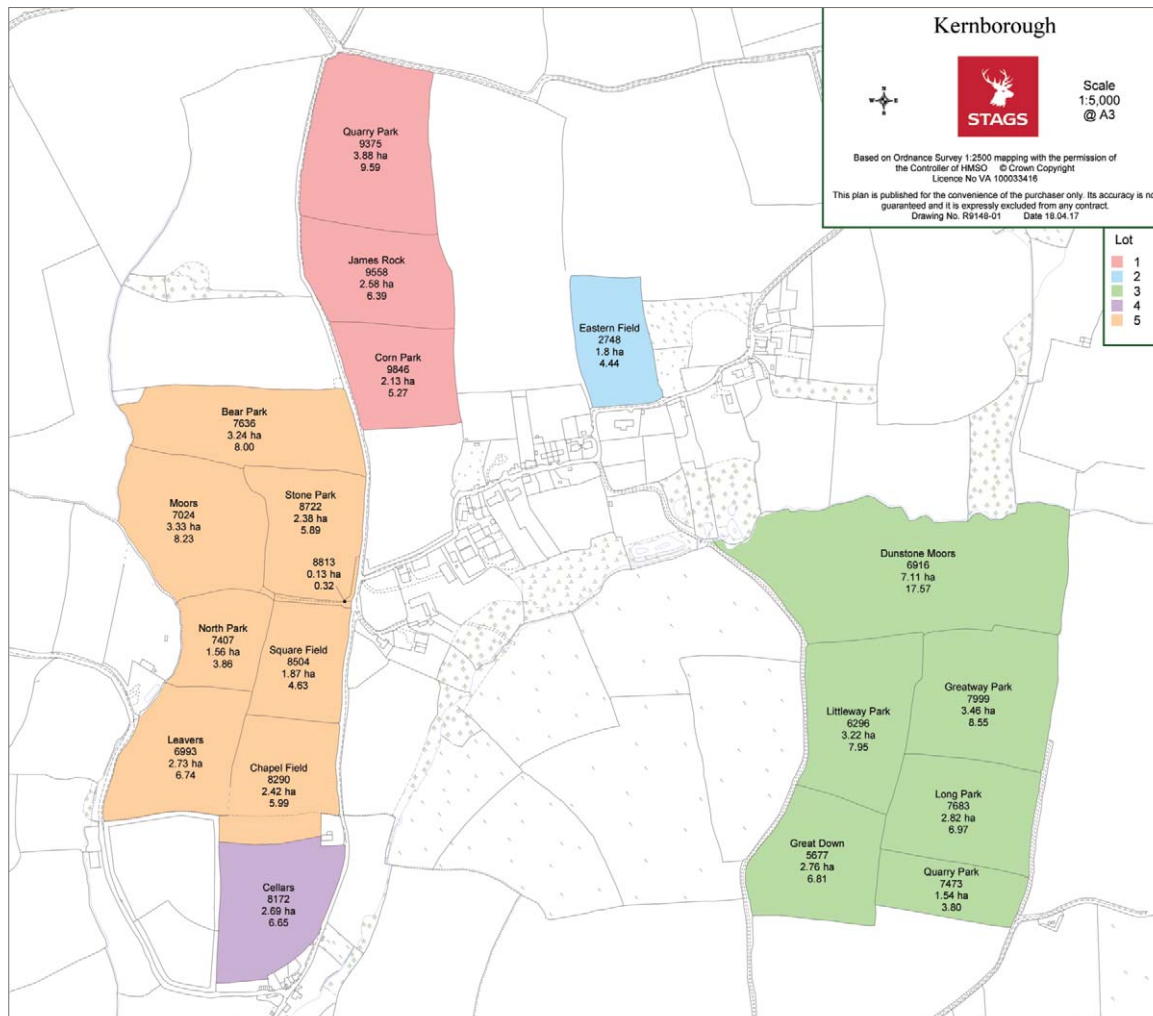 Kernborough
N
W
E
S
STAGS
Scale
1:5,000
@ A3
Based on Ordnance Survey 1:2500 mapping with the permission of
the Controller of HMSO © Crown Copyright
Licence No VA 100033416
This plan is published for the convenience of the purchaser only. Its accuracy is no
guaranteed and it is expressly excluded from any contract.
Drawing No. R9148-01 Date 18.04.17
Lot
1
2
3
4
5
Quarry Park
9375
3.88 ha
9.59
James Rock
9558
2.58 ha
6.39
Corn Park
9846
2.13 ha
5.27
Eastern Field
2748
1.8 ha
4.44
Bear Park
7636
3.24 ha
8.00
Moors
7024
3.33 ha
8.23
Stone Park
8722
2.38 ha
5.89
8813
0.13 ha
0.32
North Park
7407
1.56 ha
3.86
Square Field
8504
1.87 ha
4.63
Leavers
6993
2.73 ha
6.74
Chapel Field
8290
2.42 ha
5.99
Cellars
8172
2.69 ha
6.65
Dunstone Moors
6916
7.11 ha
17.57
Littleway Park
6296
3.22 ha
7.95
Greatway Park
7999
3.46 ha
8.55
Long Park
7683
2.82 ha
6.97
Great Down
5677
2.76 ha
6.81
Quarry Park
7473
1.54 ha
3.80